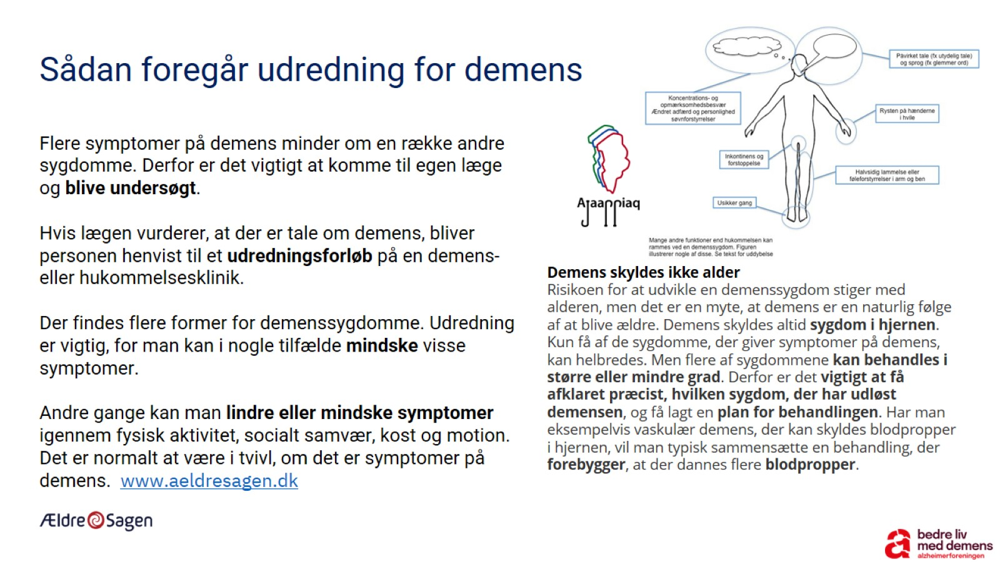 Sådan foregår udredning for demens
Flere symptomer på demens minder om en række andre
sygdomme. Derfor er det vigtigt at komme til egen læge
og blive undersøgt.
Hvis lægen vurderer, at der er tale om demens, bliver
personen henvist til et udredningsforløb på en demens-
eller hukommelsesklinik.
Der findes flere former for demenssygdomme. Udredning
er vigtig, for man kan i nogle tilfælde mindske visse
symptomer.
Andre gange kan man lindre eller mindske symptomer
igennem fysisk aktivitet, socialt samvær, kost og motion.
Det er normalt at være i tvivl, om det er symptomer på
demens. www.aeldresagen.dk
ÆldreSagen
Påvirket tale (fx utydelig tale)
og sprog (fx glemmer ord)
Koncentrations- og
opmærksomhedsbesvær
Ændret adfærd og personlighed
søvnforstyrrelser
Rysten på hænderne
i hvile
Inkontinens og
forstoppelse
Halvsidig lammelse eller
føleforstyrrelser i arm og ben
Usikker gang
Ajaappiaq
Mange andre funktioner end hukommelsen kan
rammes ved en demenssygdom. Figuren
illustrerer nogle af disse. Se tekst for uddybelse
Demens skyldes ikke alder
Risikoen for at udvikle en demenssygdom stiger med
alderen, men det er en myte, at demens er en naturlig følge
af at blive ældre. Demens skyldes altid sygdom i hjernen.
Kun få af de sygdomme, der giver symptomer på demens,
kan helbredes. Men flere af sygdommene kan behandles i
større eller mindre grad. Derfor er det vigtigt at få
afklaret præcist, hvilken sygdom, der har udløst
demensen, og få lagt en plan for behandlingen. Har man
eksempelvis vaskulær demens, der kan skyldes blodpropper
i hjernen, vil man typisk sammensætte en behandling, der
forebygger, at der dannes flere blodpropper.
bedre liv
med demens
alzheimerforeningen